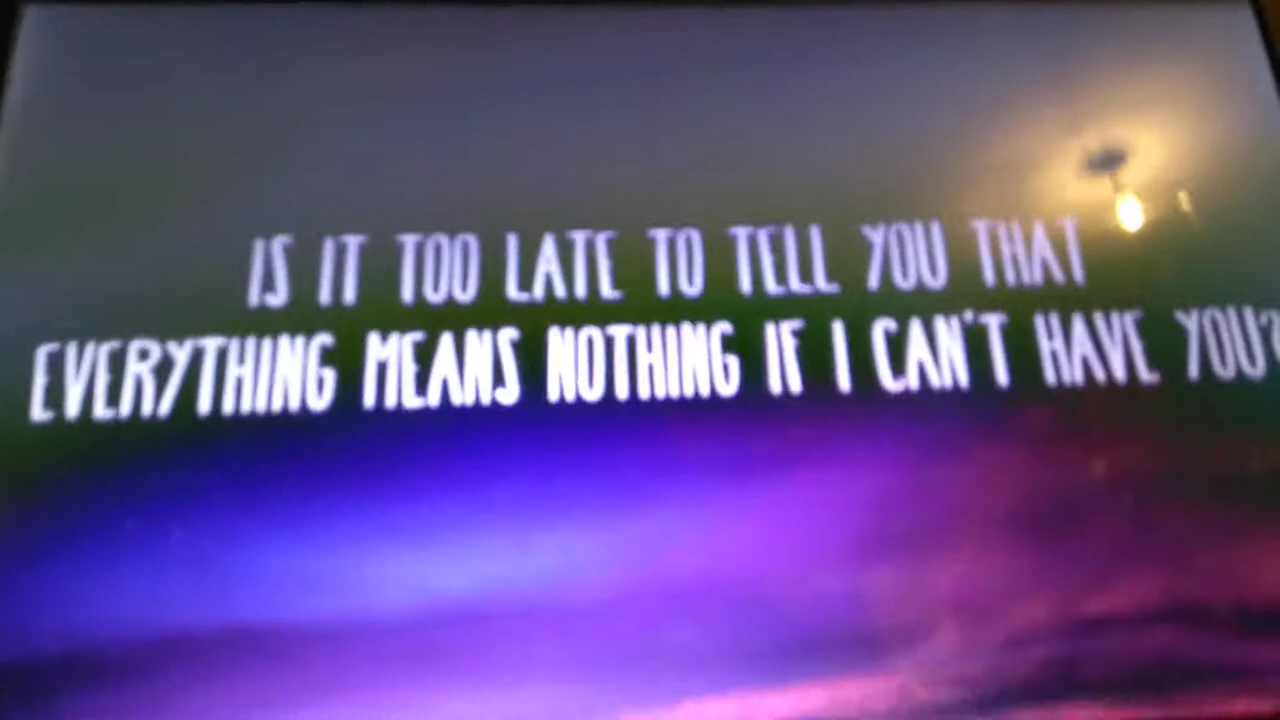 IS IT TOO LATE TO TELL YOU THAT
EVERYTHING MEANS NOTHING IF I CAN'T HAVE YOU?